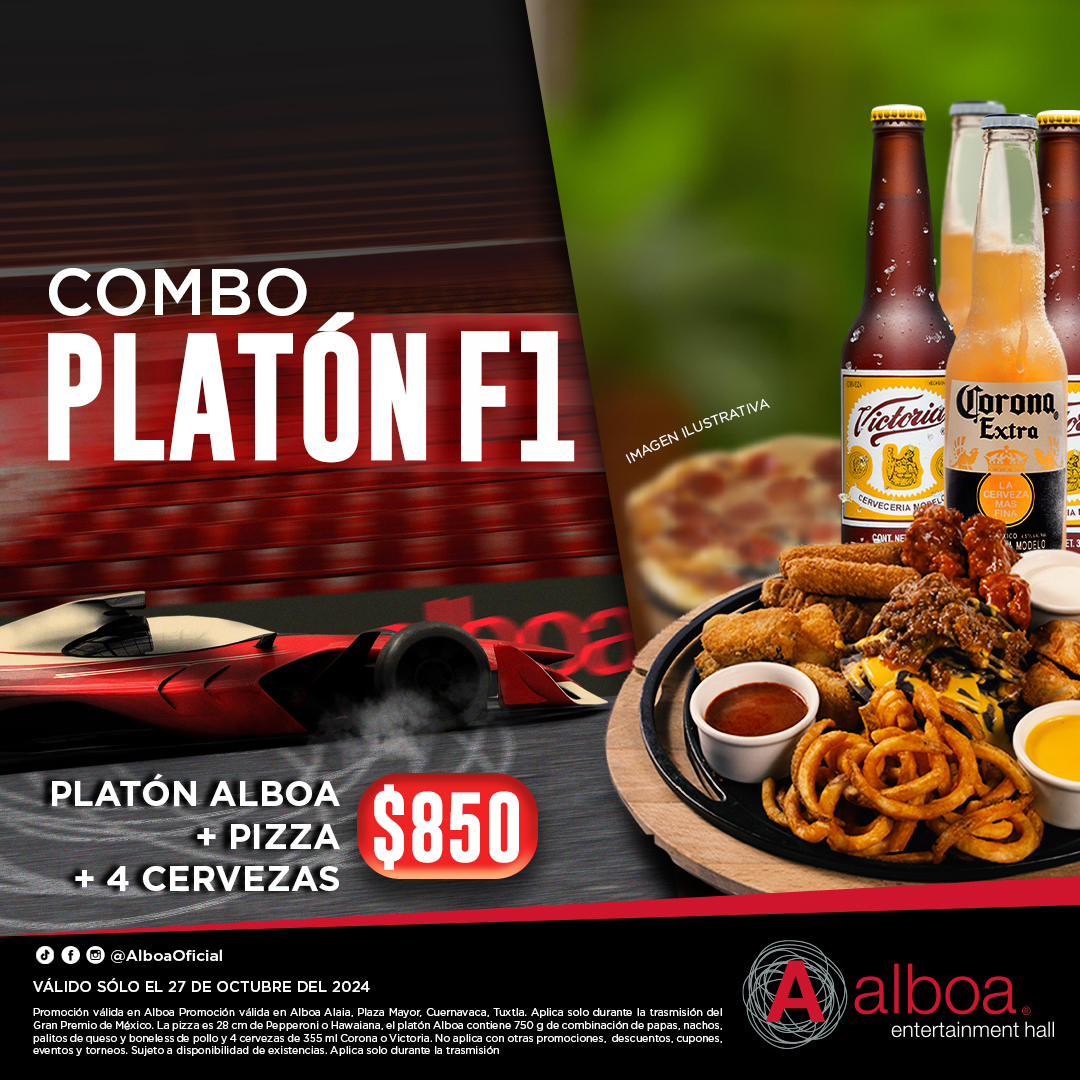 COMBO
PLATÓN F1
IMAGEN ILUSTRATIVA
CERVEZA
Victoria
CERVECERIA MODELO
Corona
Extra
LA
CERVEZA
MAS
FINA
MODELO
alboa
PLATÓN ALBOA
+ PIZZA
+ 4 CERVEZAS
$850
@AlboaOficial
VÁLIDO SÓLO EL 27 DE OCTUBRE DEL 2024
Promoción válida en Alboa Promoción válida en Alboa Alaia, Plaza Mayor, Cuernavaca, Tuxtla. Aplica solo durante la trasmisión del
Gran Premio de México. La pizza es 28 cm de Pepperoni o Hawaiana, el platón Alboa contiene 750 g de combinación de papas, nachos,
palitos de queso y boneless de pollo y 4 cervezas de 355 ml Corona o Victoria. No aplica con otras promociones, descuentos, cupones,
eventos y torneos. Sujeto a disponibilidad de existencias. Aplica solo durante la trasmisión
A alboa®
entertainment hall